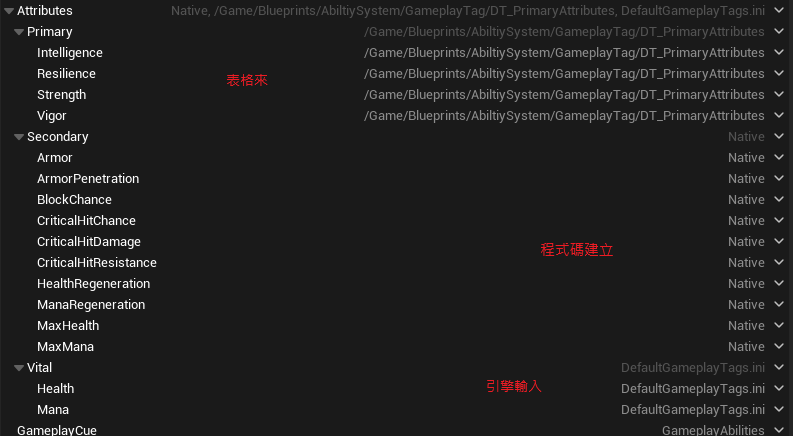 Attributes Native, /Game/Blueprints/AbiltiySystem/GameplayTag/DT_PrimaryAttributes, DefaultGameplayTags.ini
Primary /Game/Blueprints/AbiltiySystem/GameplayTag/DT_PrimaryAttributes
Intelligence /Game/Blueprints/AbiltiySystem/GameplayTag/DT_PrimaryAttributes
Resilience 表格來 /Game/Blueprints/AbiltiySystem/GameplayTag/DT_PrimaryAttributes
Strength /Game/Blueprints/AbiltiySystem/GameplayTag/DT_PrimaryAttributes
Vigor /Game/Blueprints/AbiltiySystem/GameplayTag/DT_PrimaryAttributes
Secondary Native
Armor Native
ArmorPenetration Native
BlockChance Native
CriticalHitChance Native
CriticalHitDamage 程式碼建立 Native
CriticalHitResistance Native
HealthRegeneration Native
ManaRegeneration Native
MaxHealth Native
MaxMana Native
Vital DefaultGameplayTags.ini
Health 引擎輸入 DefaultGameplayTags.ini
Mana DefaultGameplayTags.ini
GameplayCue GameplayAbilities